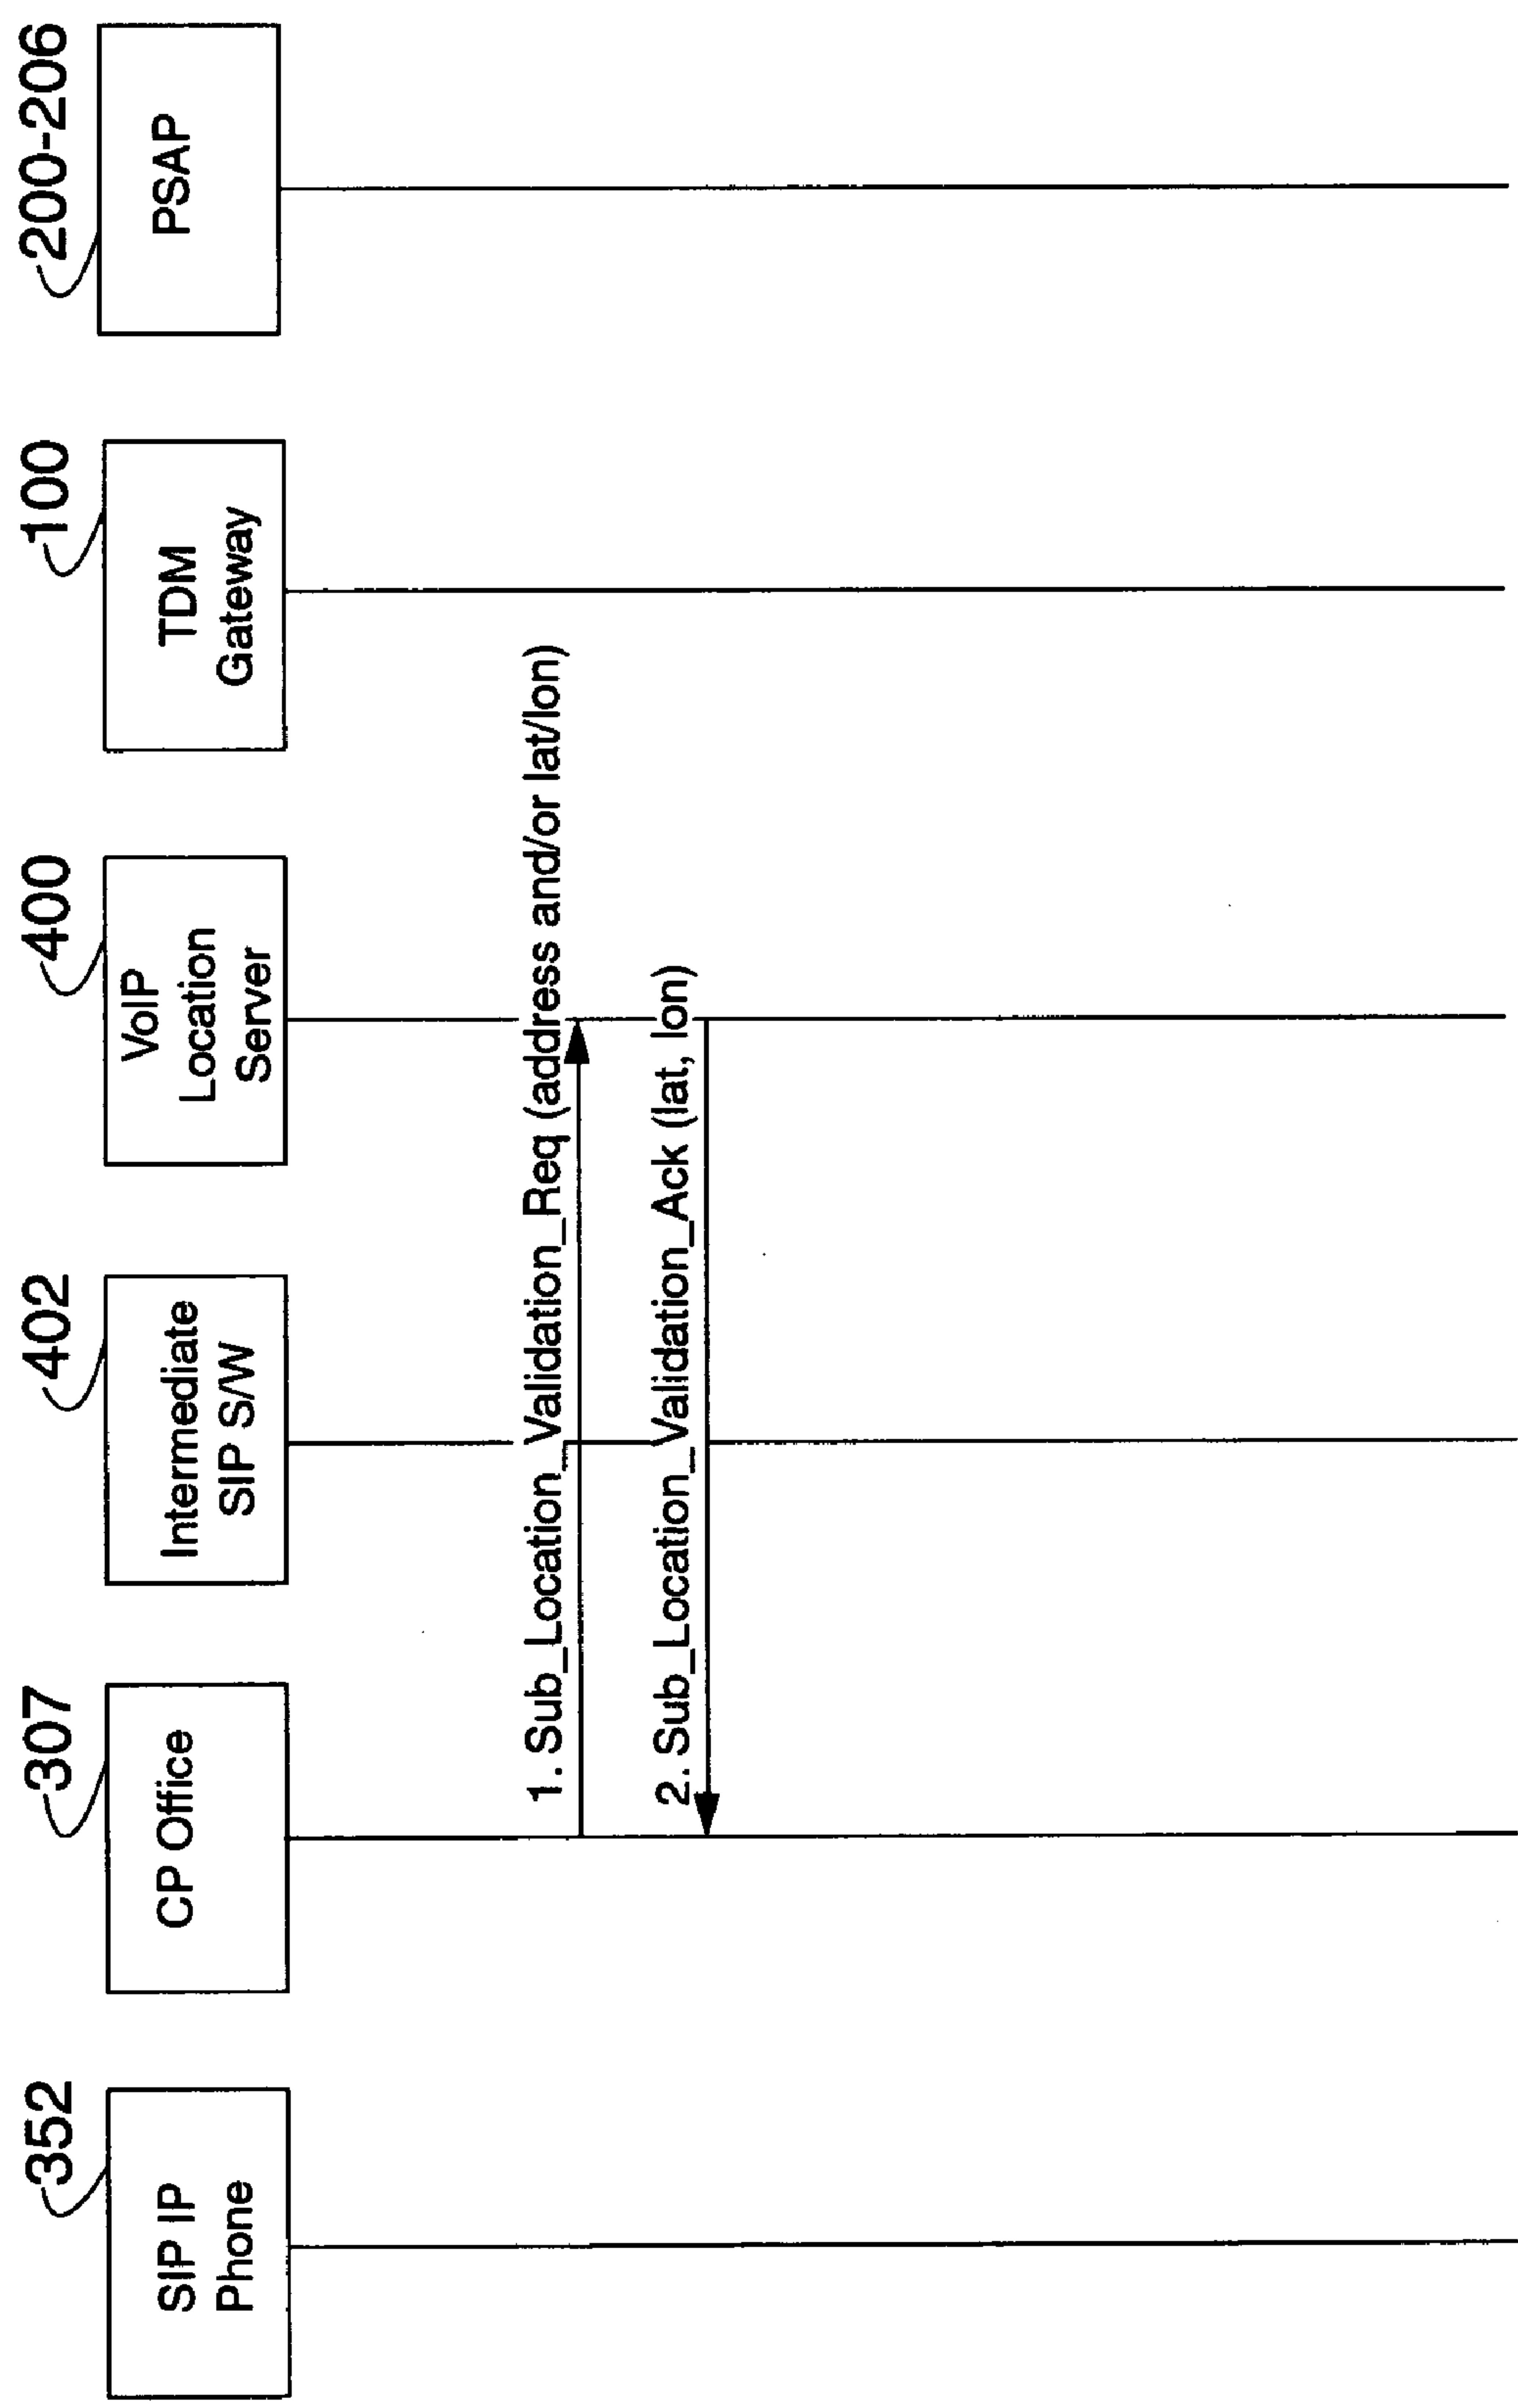 352
SIP IP
Phone
307
CP Office
402
Intermediate
SIP S/W
400
VoIP
Location
Server
100
TDM
Gateway
200-206
PSAP
1. Sub_Location_Validation_Req (address and/or lat/lon)
2. Sub_Location_Validation_Ack (lat, lon)